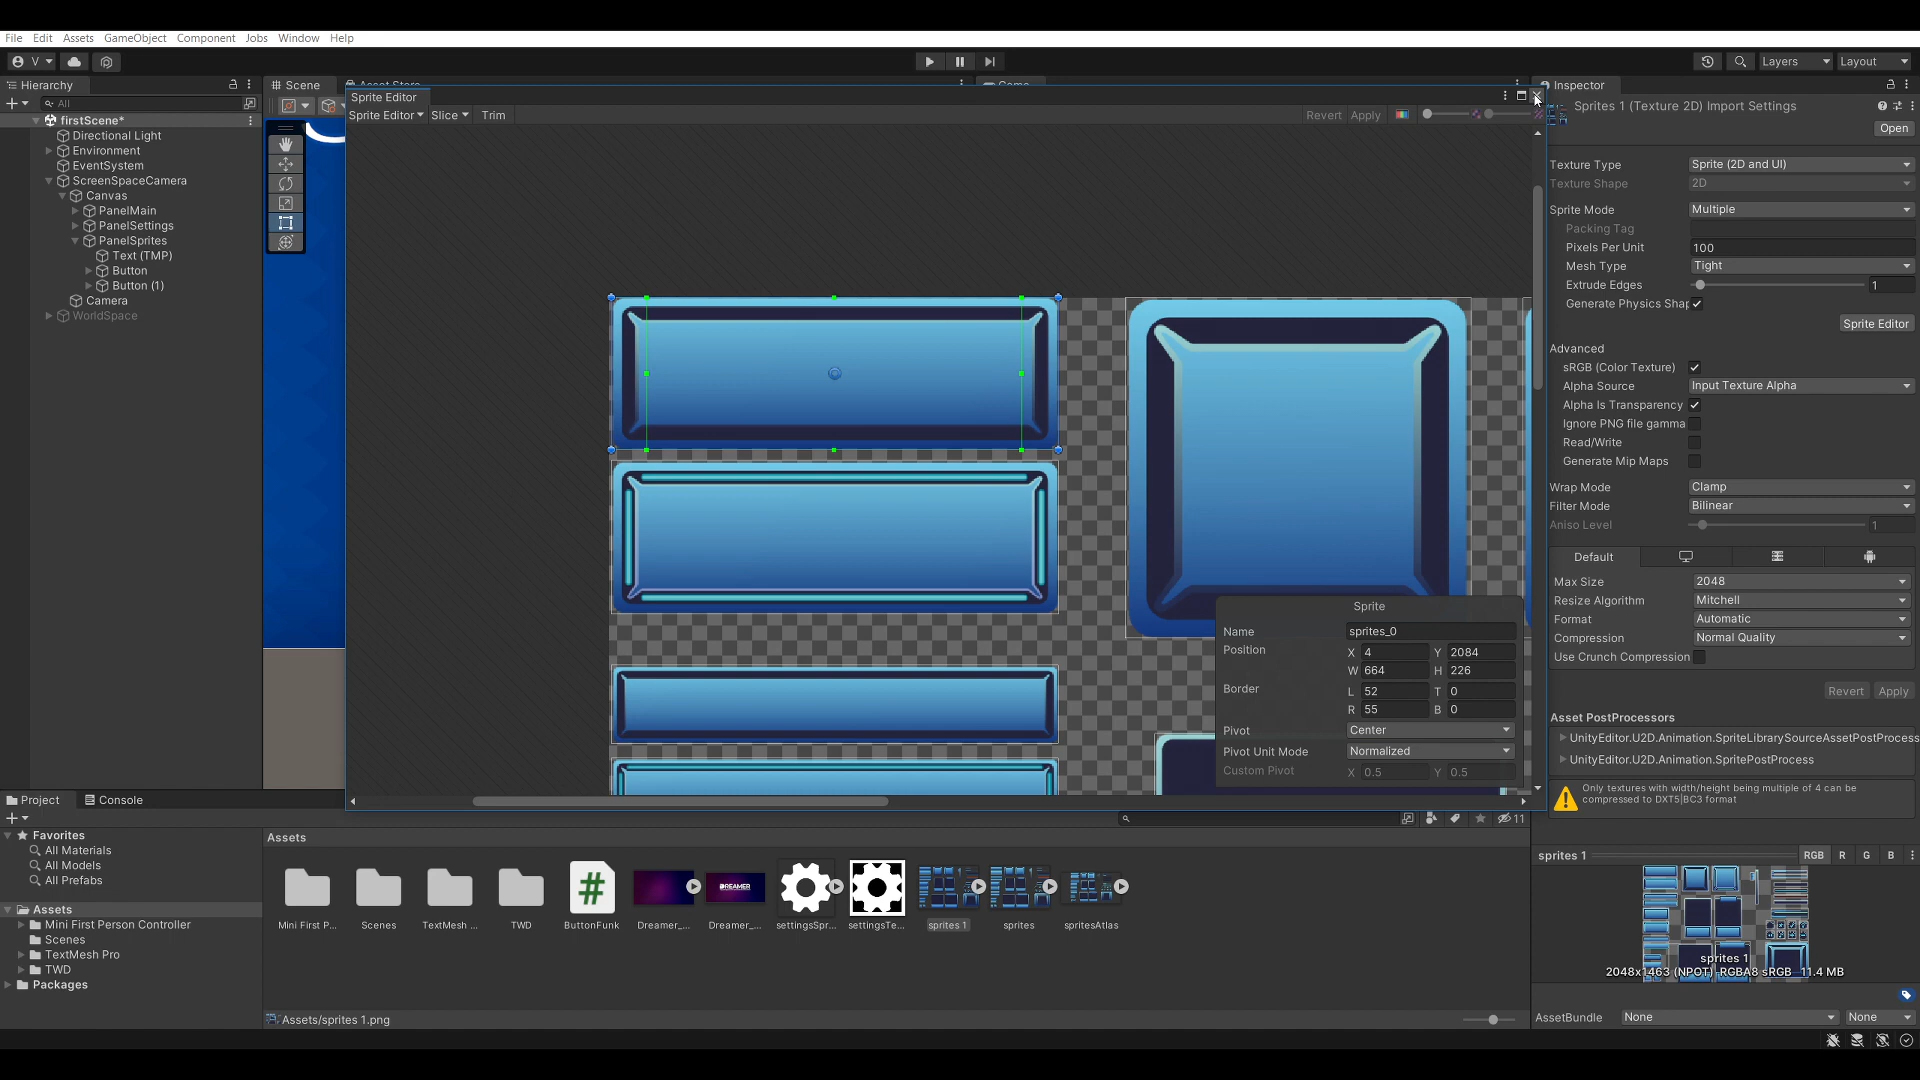 File Edit Assets GameObject Component Jobs Window Help
V Layers Layout
Hierarchy Scene Asset Store Game Inspector
All
Sprite Editor
Sprite Editor Slice Trim Revert Apply
firstScene*
Directional Light
Environment
EventSystem
ScreenSpaceCamera
Canvas
PanelMain
PanelSettings
PanelSprites
Text (TMP)
Button
Button (1)
Camera
WorldSpace
Sprite
Name sprites_0
Position X 4 Y 2084
W 664 H 226
Border L 52 T 0
R 55 B 0
Pivot Center
Pivot Unit Mode Normalized
Custom Pivot X 0.5 Y 0.5
Sprites 1 (Texture 2D) Import Settings
Open
Texture Type Sprite (2D and UI)
Texture Shape 2D
Sprite Mode Multiple
Packing Tag
Pixels Per Unit 100
Mesh Type Tight
Extrude Edges 1
Generate Physics Shap
Sprite Editor
Advanced
sRGB (Color Texture)
Alpha Source Input Texture Alpha
Alpha Is Transparency
Ignore PNG file gamma
Read/Write
Generate Mip Maps
Wrap Mode Clamp
Filter Mode Bilinear
Aniso Level 1
Default
Max Size 2048
Resize Algorithm Mitchell
Format Automatic
Compression Normal Quality
Use Crunch Compression
Revert Apply
Asset PostProcessors
UnityEditor.U2D.Animation.SpriteLibrarySourceAssetPostProcess
UnityEditor.U2D.Animation.SpritePostProcess
Only textures with width/height being multiple of 4 can be
compressed to DXT5|BC3 format
sprites 1 RGB R G B
sprites 1
2048x1463 (NPOT) RGBA8 sRGB 11.4 MB
AssetBundle None None
Project Console
11
Favorites
All Materials
All Models
All Prefabs
Assets
Mini First Person Controller
Scenes
TextMesh Pro
TWD
Packages
Assets
DREAMER
Mini First P... Scenes TextMesh ... TWD ButtonFunk Dreamer_... Dreamer_... settingsSpr... settingsTe... sprites 1 sprites spritesAtlas
Assets/sprites 1.png